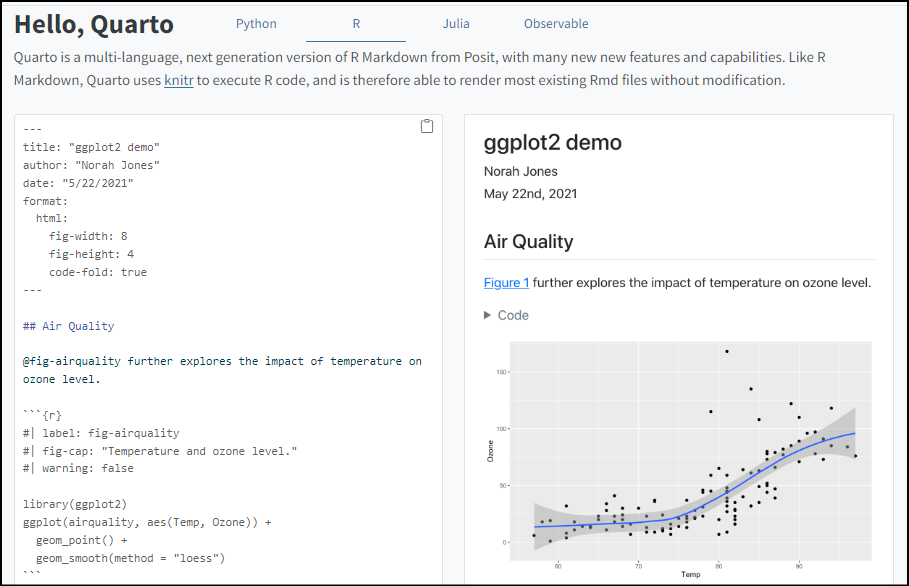 Hello, Quarto
Python
R
Julia
Observable
Quarto is a multi-language, next generation version of R Markdown from Posit, with many new new features and capabilities. Like R
Markdown, Quarto uses knitr to execute R code, and is therefore able to render most existing Rmd files without modification.
---
title: "ggplot2 demo"
author: "Norah Jones"
date: "5/22/2021"
format:
  html:
    fig-width: 8
    fig-height: 4
    code-fold: true
---
## Air Quality
@fig-airquality further explores the impact of temperature on
ozone level.
```{r}
#| label: fig-airquality
#| fig-cap: "Temperature and ozone level."
#| warning: false
library(ggplot2)
ggplot(airquality, aes(Temp, Ozone)) +
  geom_point() +
  geom_smooth(method = "loess")
```
ggplot2 demo
Norah Jones
May 22nd, 2021
Air Quality
Figure 1 further explores the impact of temperature on ozone level.
Code
150
100
50
0
Ozone
60
70
80
90
Temp